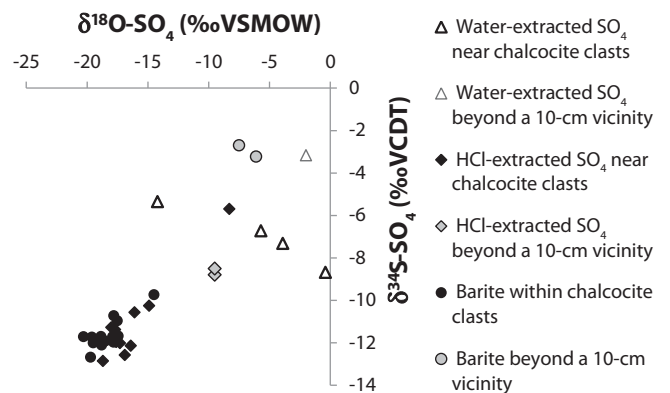 δ18O-SO4 (‰VSMOW)
-25 -20 -15 -10 -5 0
0
-2
-4
-6
-8
-10
-12
-14
δ34S-SO4 (‰VCDT)
Water-extracted SO4
near chalcocite clasts
Water-extracted SO4
beyond a 10-cm vicinity
HCl-extracted SO4 near
chalcocite clasts
HCl-extracted SO4
beyond a 10-cm vicinity
Barite within chalcocite
clasts
Barite beyond a 10-cm
vicinity